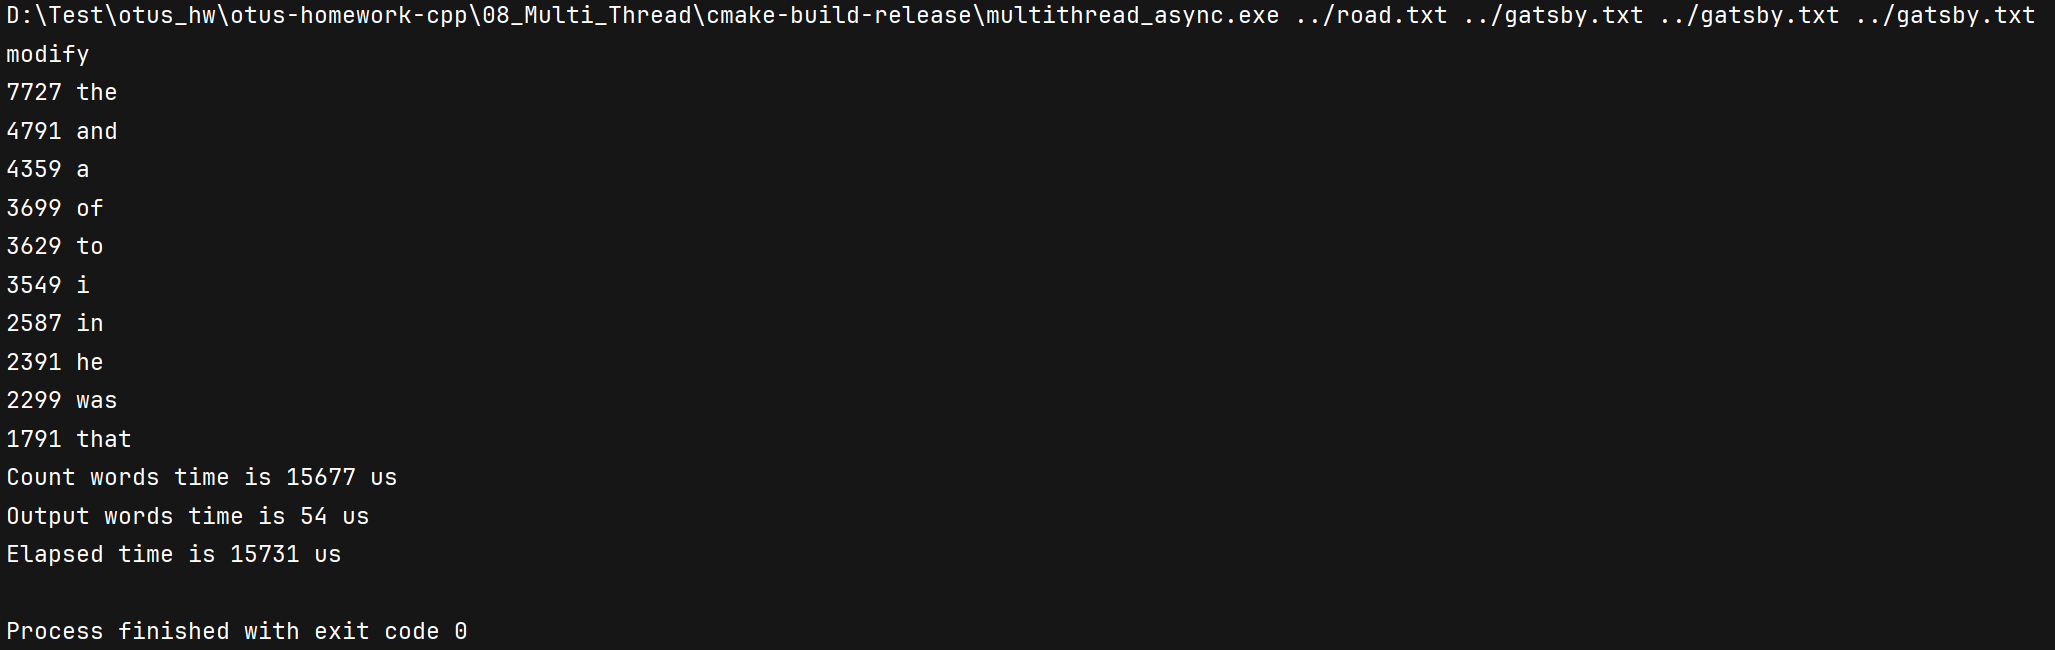 D:\Test\otus_hw\otus-homework-cpp\08_Multi_Thread\cmake-build-release\multithread_async.exe ../road.txt ../gatsby.txt ../gatsby.txt ../gatsby.txt
modify
7727 the
4791 and
4359 a
3699 of
3629 to
3549 i
2587 in
2391 he
2299 was
1791 that
Count words time is 15677 us
Output words time is 54 us
Elapsed time is 15731 us
Process finished with exit code 0